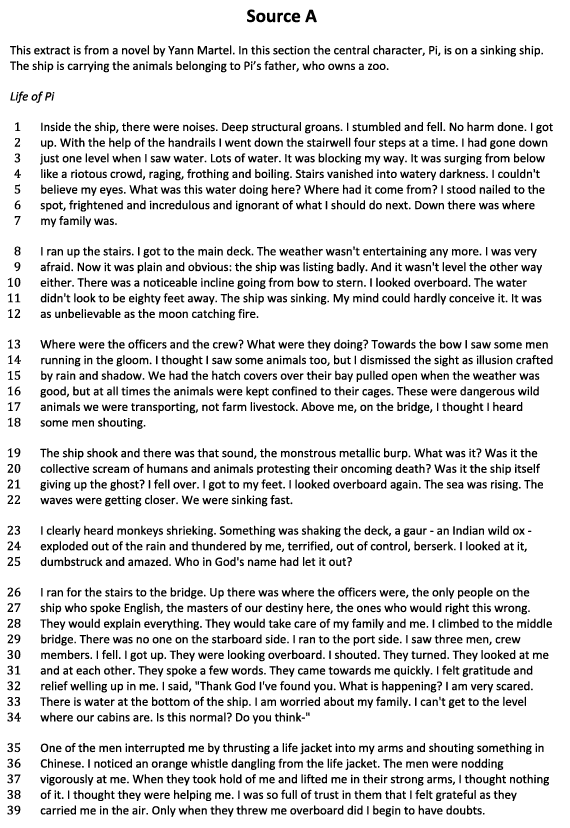 Source A
This extract is from a novel by Yann Martel. In this section the central character, Pi, is on a sinking ship.
The ship is carrying the animals belonging to Pi's father, who owns a zoo.
Life of Pi
1 Inside the ship, there were noises. Deep structural groans. I stumbled and fell. No harm done. I got
2 up. With the help of the handrails I went down the stairwell four steps at a time. I had gone down
3 just one level when I saw water. Lots of water. It was blocking my way. It was surging from below
4 like a riotous crowd, raging, frothing and boiling. Stairs vanished into watery darkness. I couldn't
5 believe my eyes. What was this water doing here? Where had it come from? I stood nailed to the
6 spot, frightened and incredulous and ignorant of what I should do next. Down there was where
7 my family was.
8 I ran up the stairs. I got to the main deck. The weather wasn't entertaining any more. I was very
9 afraid. Now it was plain and obvious: the ship was listing badly. And it wasn't level the other way
10 either. There was a noticeable incline going from bow to stern. I looked overboard. The water
11 didn't look to be eighty feet away. The ship was sinking. My mind could hardly conceive it. It was
12 as unbelievable as the moon catching fire.
13 Where were the officers and the crew? What were they doing? Towards the bow I saw some men
14 running in the gloom. I thought I saw some animals too, but I dismissed the sight as illusion crafted
15 by rain and shadow. We had the hatch covers over their bay pulled open when the weather was
16 good, but at all times the animals were kept confined to their cages. These were dangerous wild
17 animals we were transporting, not farm livestock. Above me, on the bridge, I thought I heard
18 some men shouting.
19 The ship shook and there was that sound, the monstrous metallic burp. What was it? Was it the
20 collective scream of humans and animals protesting their oncoming death? Was it the ship itself
21 giving up the ghost? I fell over. I got to my feet. I looked overboard again. The sea was rising. The
22 waves were getting closer. We were sinking fast.
23 I clearly heard monkeys shrieking. Something was shaking the deck, a gaur - an Indian wild ox -
24 exploded out of the rain and thundered by me, terrified, out of control, berserk. I looked at it,
25 dumbstruck and amazed. Who in God's name had let it out?
26 I ran for the stairs to the bridge. Up there was where the officers were, the only people on the
27 ship who spoke English, the masters of our destiny here, the ones who would right this wrong.
28 They would explain everything. They would take care of my family and me. I climbed to the middle
29 bridge. There was no one on the starboard side. I ran to the port side. I saw three men, crew
30 members. I fell. I got up. They were looking overboard. I shouted. They turned. They looked at me
31 and at each other. They spoke a few words. They came towards me quickly. I felt gratitude and
32 relief welling up in me. I said, "Thank God I've found you. What is happening? I am very scared.
33 There is water at the bottom of the ship. I am worried about my family. I can't get to the level
34 where our cabins are. Is this normal? Do you think-"
35 One of the men interrupted me by thrusting a life jacket into my arms and shouting something in
36 Chinese. I noticed an orange whistle dangling from the life jacket. The men were nodding
37 vigorously at me. When they took hold of me and lifted me in their strong arms, I thought nothing
38 of it. I thought they were helping me. I was so full of trust in them that I felt grateful as they
39 carried me in the air. Only when they threw me overboard did I begin to have doubts.